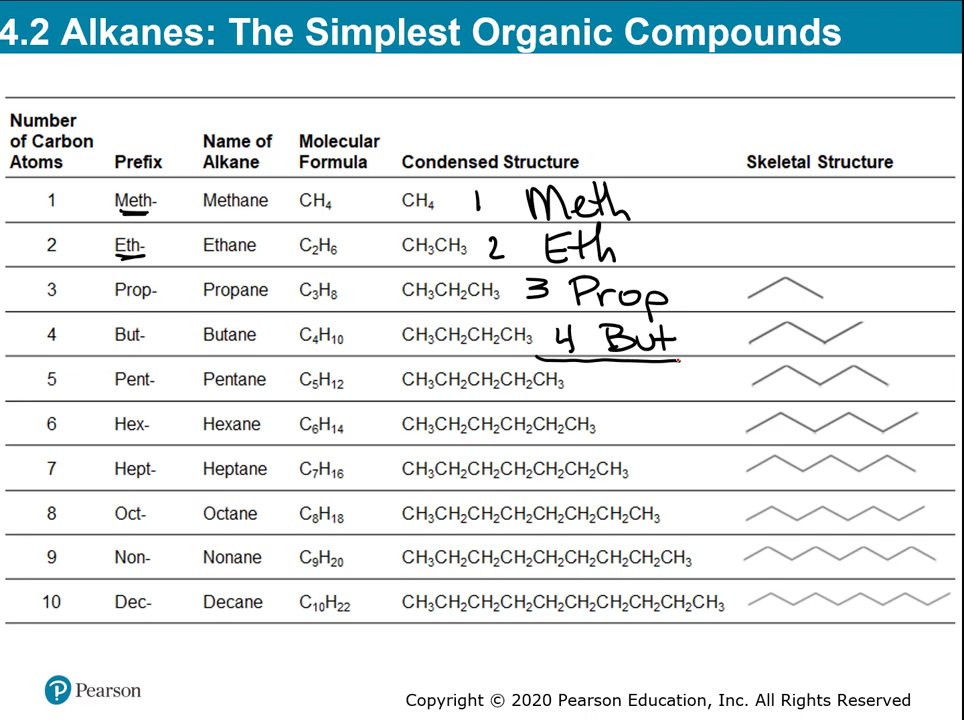 4.2 Alkanes: The Simplest Organic Compounds
Number of Carbon Atoms Prefix Name of Alkane Molecular Formula Condensed Structure Skeletal Structure
1 Meth- Methane CH₄ CH₄ 1 Meth
2 Eth- Ethane C₂H₆ CH₃CH₃ 2 Eth
3 Prop- Propane C₃H₈ CH₃CH₂CH₃ 3 Prop
4 But- Butane C₄H₁₀ CH₃CH₂CH₂CH₃ 4 But
5 Pent- Pentane C₅H₁₂ CH₃CH₂CH₂CH₂CH₃
6 Hex- Hexane C₆H₁₄ CH₃CH₂CH₂CH₂CH₂CH₃
7 Hept- Heptane C₇H₁₆ CH₃CH₂CH₂CH₂CH₂CH₂CH₃
8 Oct- Octane C₈H₁₈ CH₃CH₂CH₂CH₂CH₂CH₂CH₂CH₃
9 Non- Nonane C₉H₂₀ CH₃CH₂CH₂CH₂CH₂CH₂CH₂CH₂CH₃
10 Dec- Decane C₁₀H₂₂ CH₃CH₂CH₂CH₂CH₂CH₂CH₂CH₂CH₂CH₃
P Pearson
Copyright © 2020 Pearson Education, Inc. All Rights Reserved